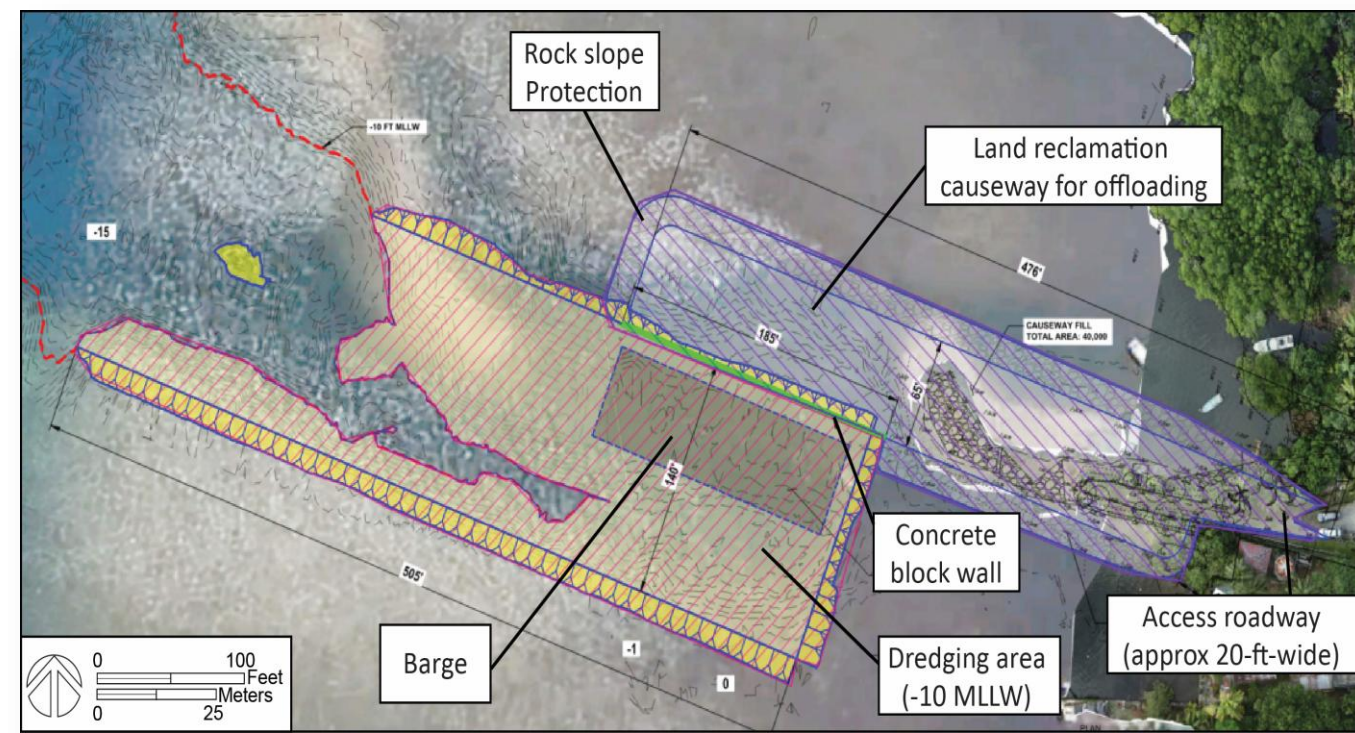 Rock slope
Protection
-10 FT MLLW
Land reclamation
causeway for offloading
-15
476'
CAUSEWAY FILL
TOTAL AREA: 40,000
185'
65'
140'
505'
Concrete
block wall
Access roadway
(approx 20-ft-wide)
Barge
Dredging area
(-10 MLLW)
-1
0
0 100
Feet
Meters
0 25
PLAN